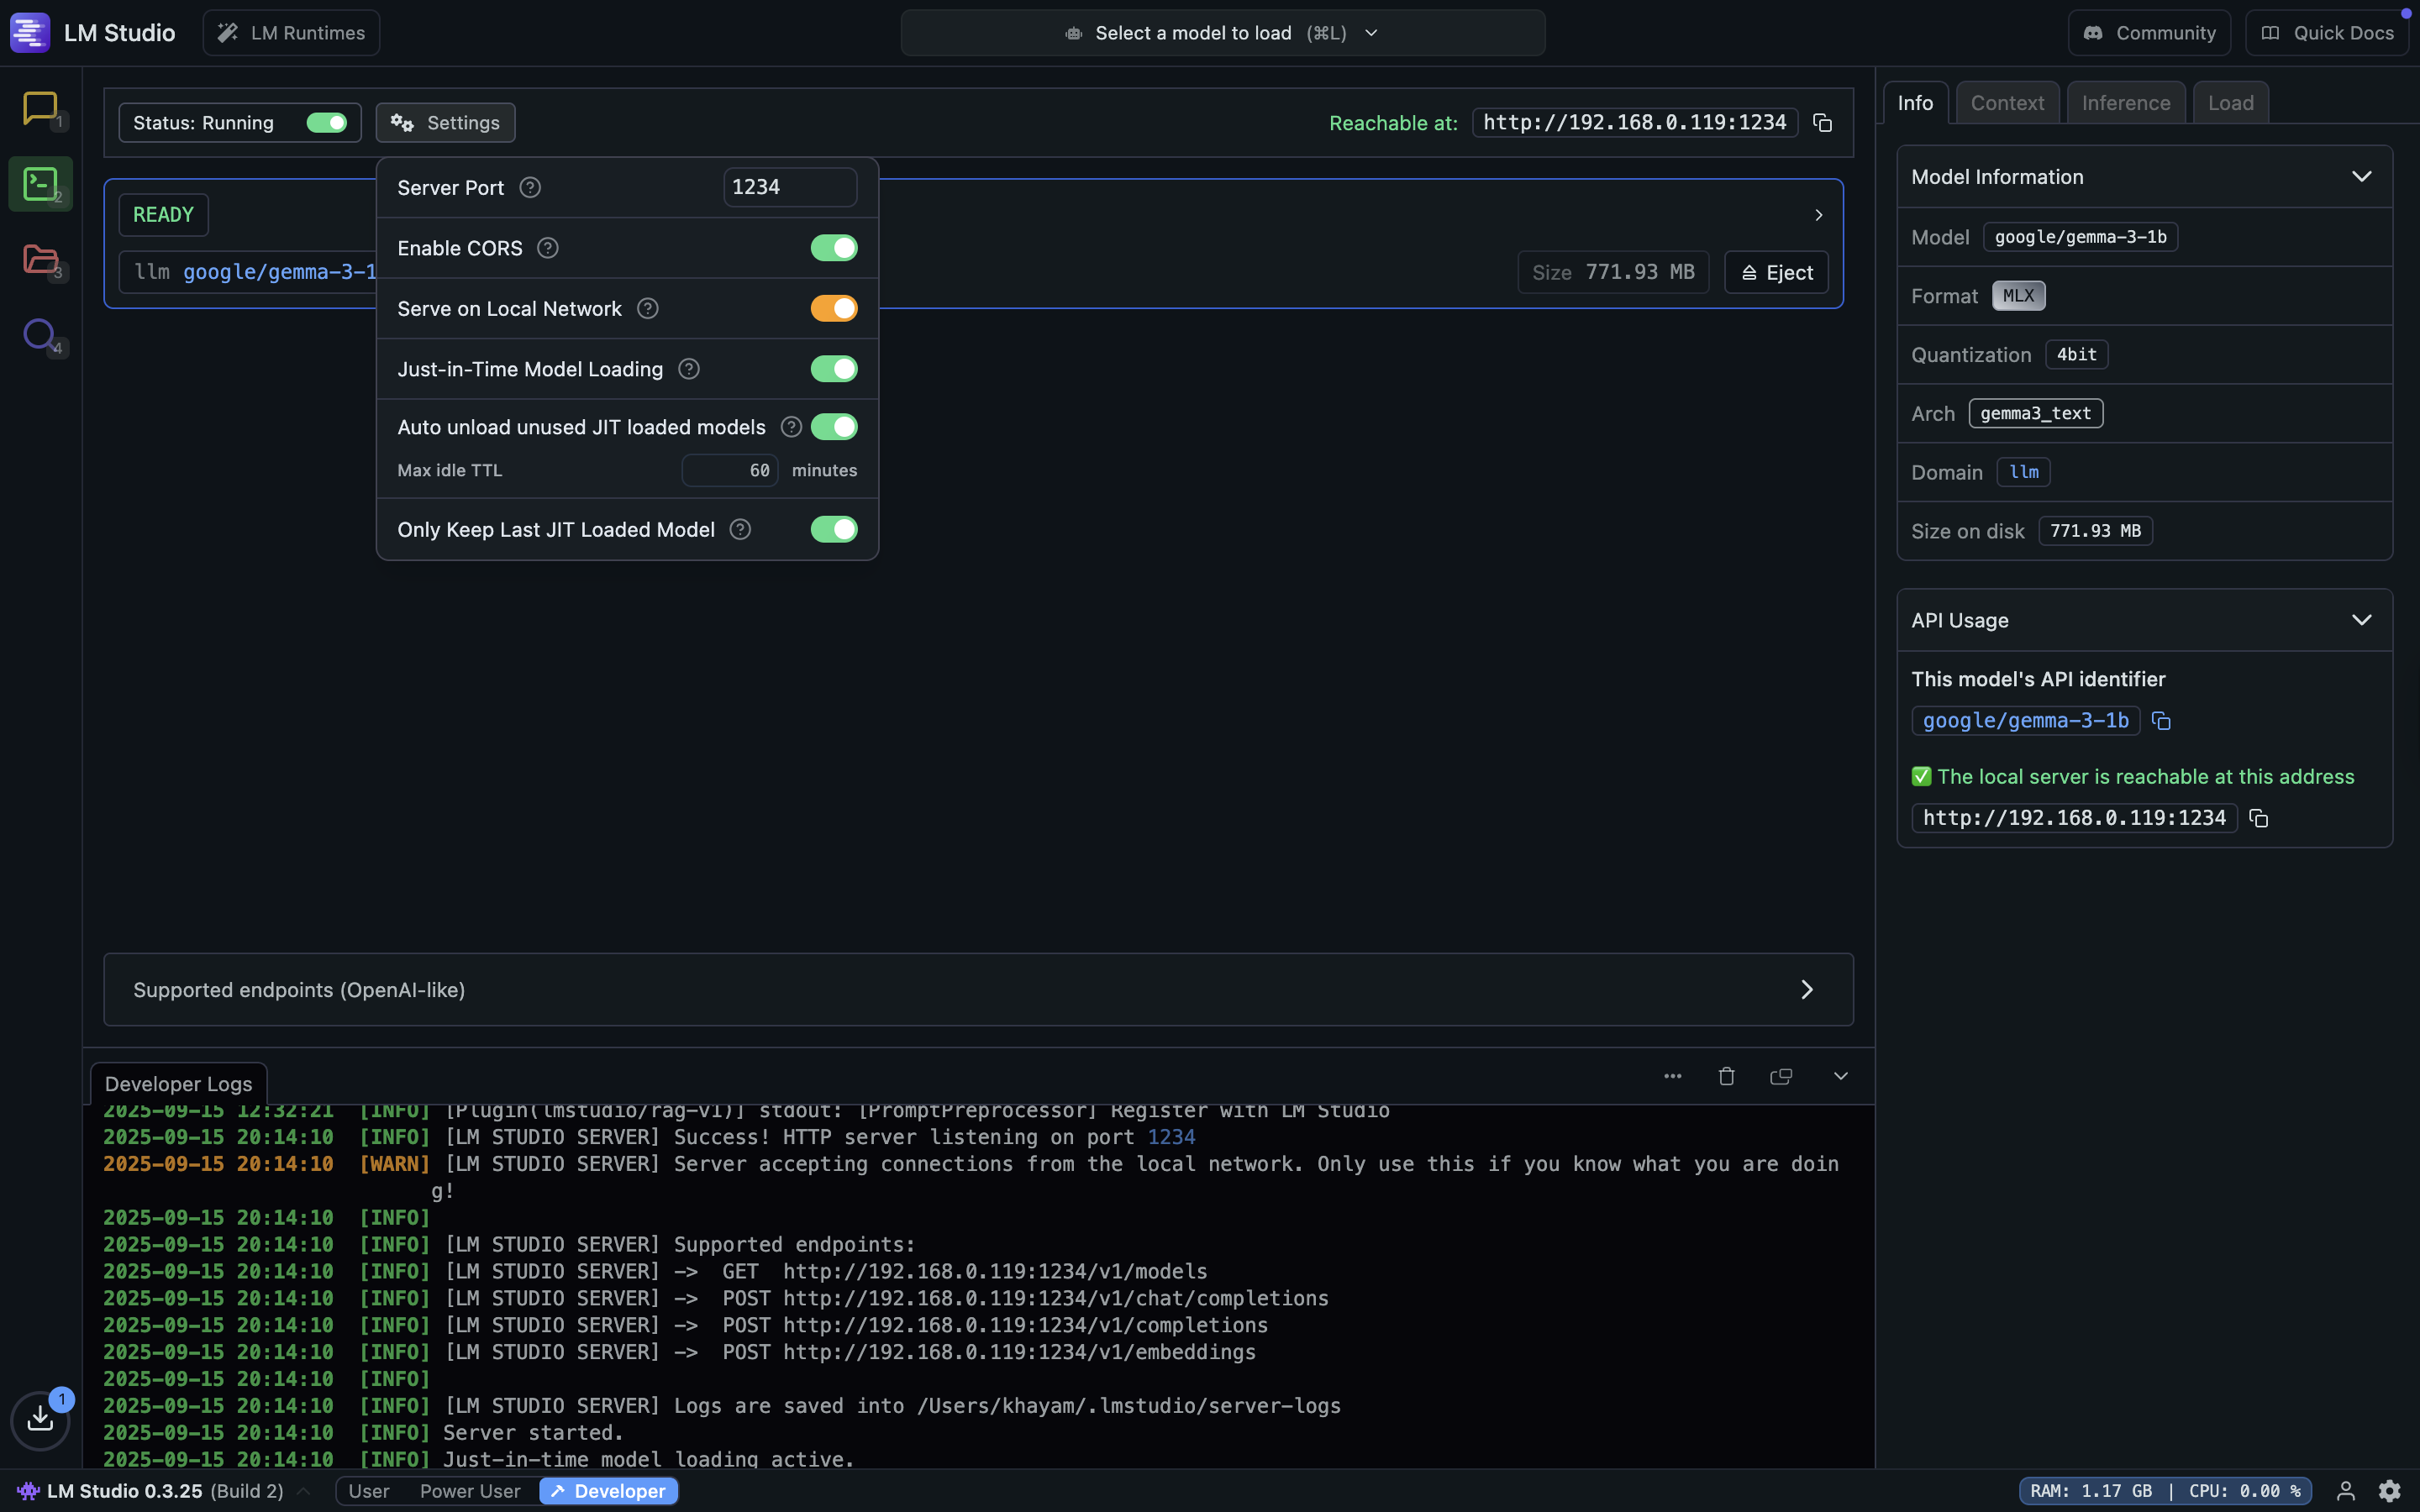 LM Studio
LM Runtimes
Select a model to load (⌘L)
Community
Quick Docs
1
2
3
4
Status: Running
Settings
Reachable at: http://192.168.0.119:1234
READY
llm google/gemma-3-1
Size 771.93 MB
Eject
Server Port 1234
Enable CORS
Serve on Local Network
Just-in-Time Model Loading
Auto unload unused JIT loaded models
Max idle TTL 60 minutes
Only Keep Last JIT Loaded Model
Supported endpoints (OpenAI-like)
Info
Context
Inference
Load
Model Information
Model google/gemma-3-1b
Format MLX
Quantization 4bit
Arch gemma3_text
Domain llm
Size on disk 771.93 MB
API Usage
This model's API identifier
google/gemma-3-1b
✅ The local server is reachable at this address
http://192.168.0.119:1234
Developer Logs
2025-09-15 12:32:21 [INFO] [Plugin(lmstudio/rag-v1)] stdout: [PromptPreprocessor] Register with LM Studio
2025-09-15 20:14:10 [INFO] [LM STUDIO SERVER] Success! HTTP server listening on port 1234
2025-09-15 20:14:10 [WARN] [LM STUDIO SERVER] Server accepting connections from the local network. Only use this if you know what you are doin
g!
2025-09-15 20:14:10 [INFO]
2025-09-15 20:14:10 [INFO] [LM STUDIO SERVER] Supported endpoints:
2025-09-15 20:14:10 [INFO] [LM STUDIO SERVER] -> GET http://192.168.0.119:1234/v1/models
2025-09-15 20:14:10 [INFO] [LM STUDIO SERVER] -> POST http://192.168.0.119:1234/v1/chat/completions
2025-09-15 20:14:10 [INFO] [LM STUDIO SERVER] -> POST http://192.168.0.119:1234/v1/completions
2025-09-15 20:14:10 [INFO] [LM STUDIO SERVER] -> POST http://192.168.0.119:1234/v1/embeddings
2025-09-15 20:14:10 [INFO]
2025-09-15 20:14:10 [INFO] [LM STUDIO SERVER] Logs are saved into /Users/khayam/.lmstudio/server-logs
2025-09-15 20:14:10 [INFO] Server started.
2025-09-15 20:14:10 [INFO] Just-in-time model loading active.
1
LM Studio 0.3.25 (Build 2)
User
Power User
Developer
RAM: 1.17 GB | CPU: 0.00 %